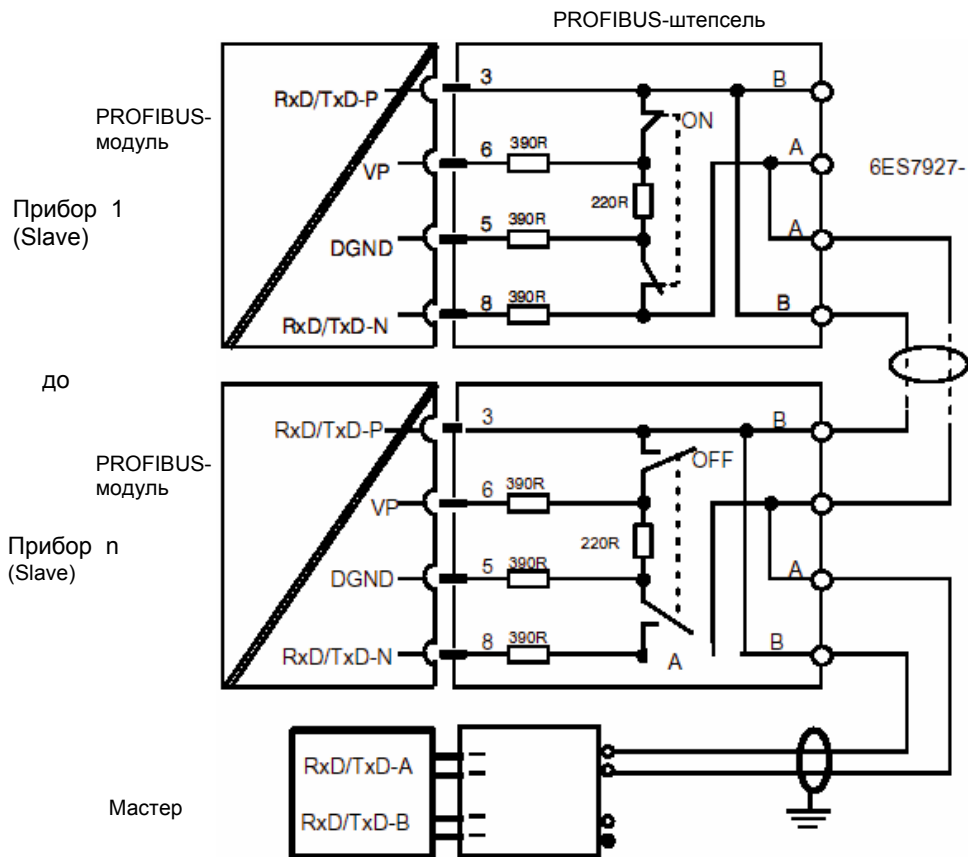 PROFIBUS-штепсель
RxD/TxD-P
3
B
PROFIBUS-
модуль
ON
VP
6
390R
A
6ES7927-
Прибор 1
(Slave)
220R
DGND
5
390R
A
RxD/TxD-N
8
390R
B
до
RxD/TxD-P
3
B
PROFIBUS-
модуль
OFF
VP
6
390R
Прибор n
(Slave)
220R
DGND
5
390R
A
RxD/TxD-N
8
390R
A
B
RxD/TxD-A
Мастер
RxD/TxD-B